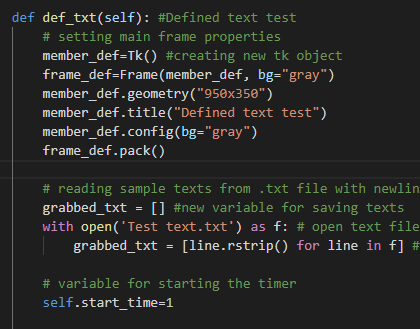 def def_txt(self): #Defined text test
# setting main frame properties
member_def=Tk() #creating new tk object
frame_def=Frame(member_def, bg="gray")
member_def.geometry("950x350")
member_def.title("Defined text test")
member_def.config(bg="gray")
frame_def.pack()
# reading sample texts from .txt file with newlin
grabbed_txt = [] #new variable for saving texts
with open('Test text.txt') as f: # open text file
grabbed_txt = [line.rstrip() for line in f] #
# variable for starting the timer
self.start_time=1